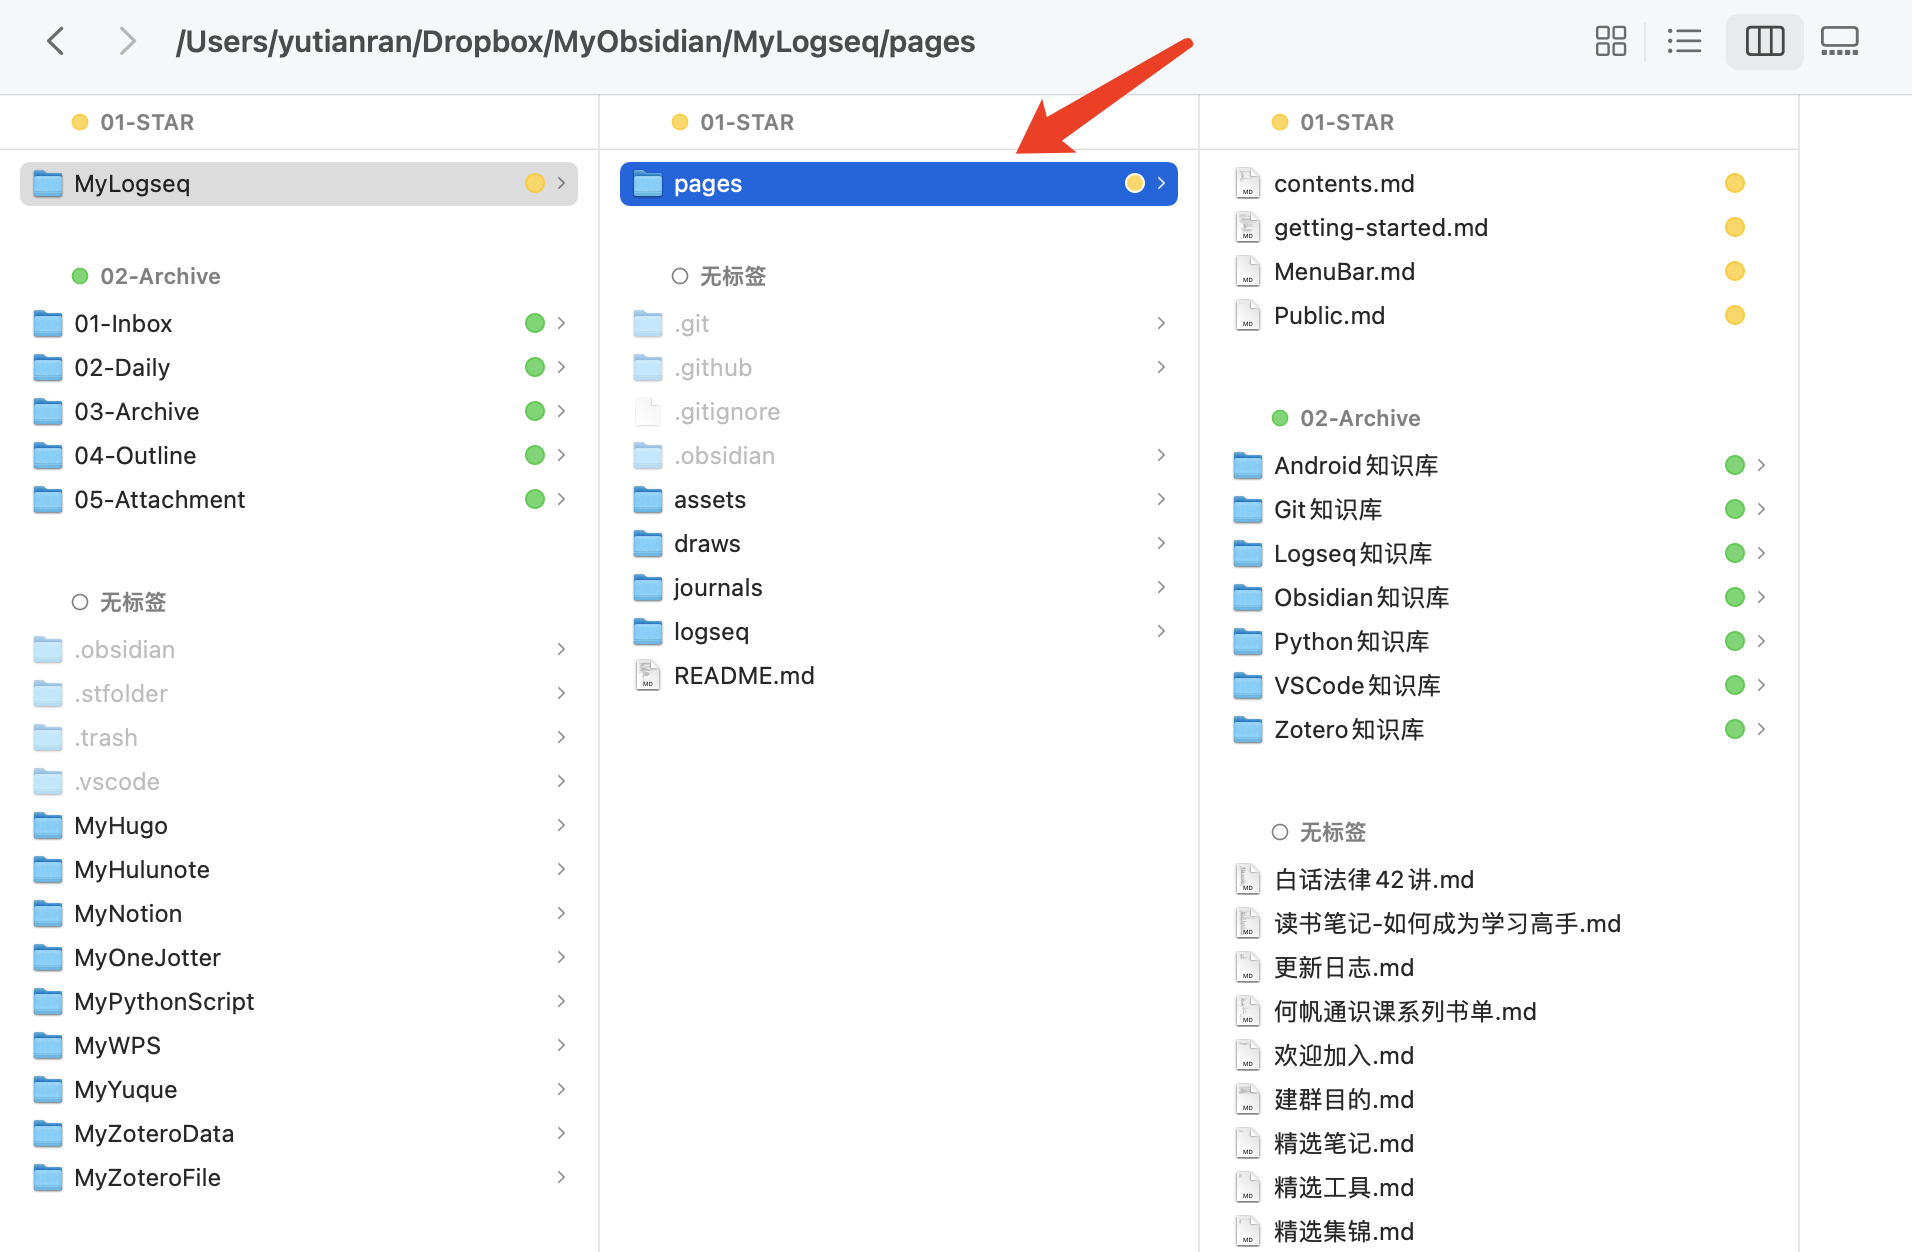 /Users/yutianran/Dropbox/MyObsidian/MyLogseq/pages
01-STAR
MyLogseq
02-Archive
01-Inbox
02-Daily
03-Archive
04-Outline
05-Attachment
无标签
.obsidian
.stfolder
.trash
.vscode
MyHugo
MyHulunote
MyNotion
MyOneJotter
MyPythonScript
MyWPS
MyYuque
MyZoteroData
MyZoteroFile
01-STAR
pages
无标签
.git
.github
.gitignore
.obsidian
assets
draws
journals
logseq
README.md
01-STAR
contents.md
getting-started.md
MenuBar.md
Public.md
02-Archive
Android知识库
Git知识库
Logseq知识库
Obsidian知识库
Python知识库
VSCode知识库
Zotero知识库
无标签
白话法律42讲.md
读书笔记-如何成为学习高手.md
更新日志.md
何帆通识课系列书单.md
欢迎加入.md
建群目的.md
精选笔记.md
精选工具.md
精选集锦.md